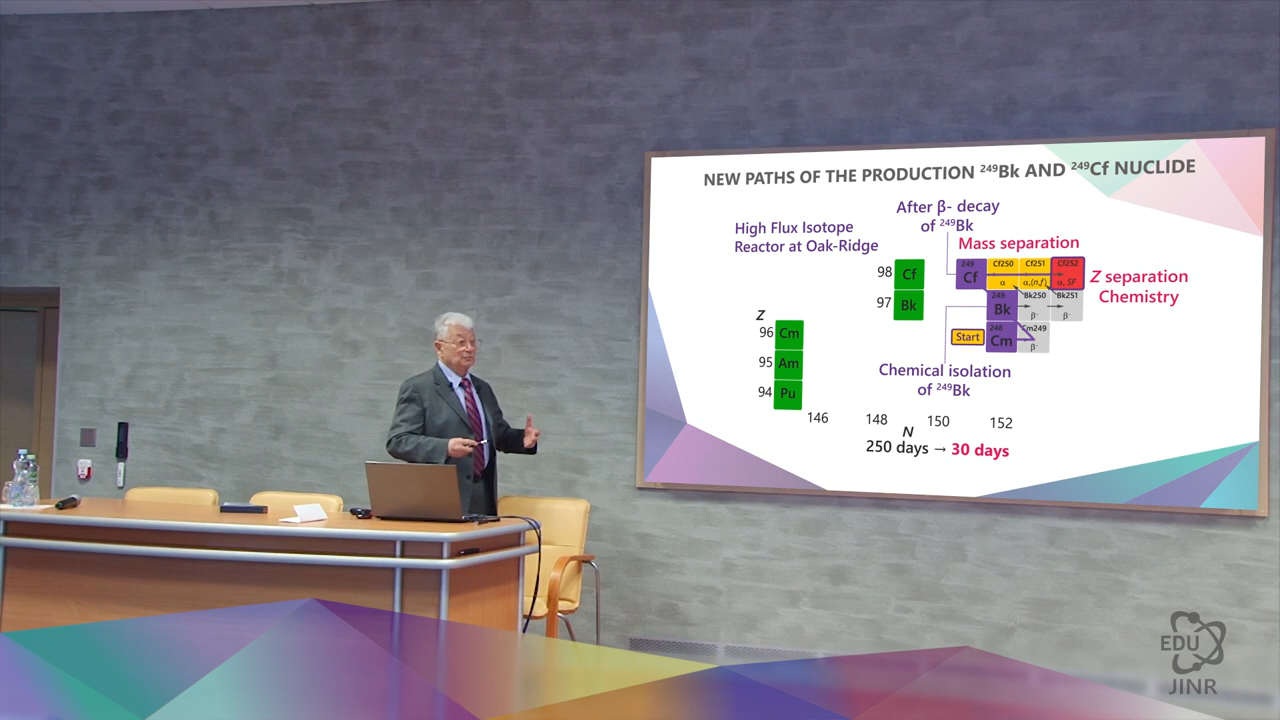 NEW PATHS OF THE PRODUCTION ²⁴⁹Bk AND ²⁴⁹Cf NUCLIDE
After β- decay
of ²⁴⁹Bk
High Flux Isotope
Reactor at Oak-Ridge
Mass separation
98 Cf
249 Cf
Cf250 α
Cf251 α,(n,f)
Cf252 α, SF
Z separation
Chemistry
97 Bk
249 Bk
Bk250 β⁻
Bk251 β⁻
Z
96 Cm
Start
248 Cm
Cm249 β⁻
95 Am
Chemical isolation
of ²⁴⁹Bk
94 Pu
146 148 150 152
N
250 days → 30 days
EDU
JINR